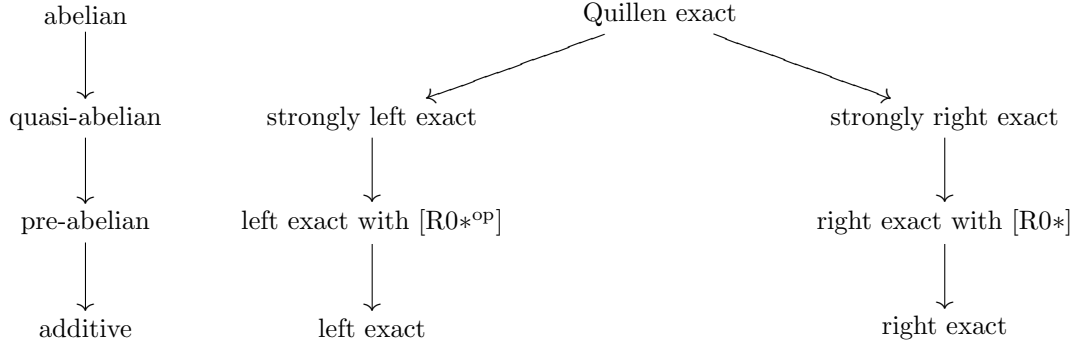 abelian
Quillen exact
quasi-abelian
strongly left exact
strongly right exact
pre-abelian
left exact with [R0∗ᵒᵖ]
right exact with [R0∗]
additive
left exact
right exact